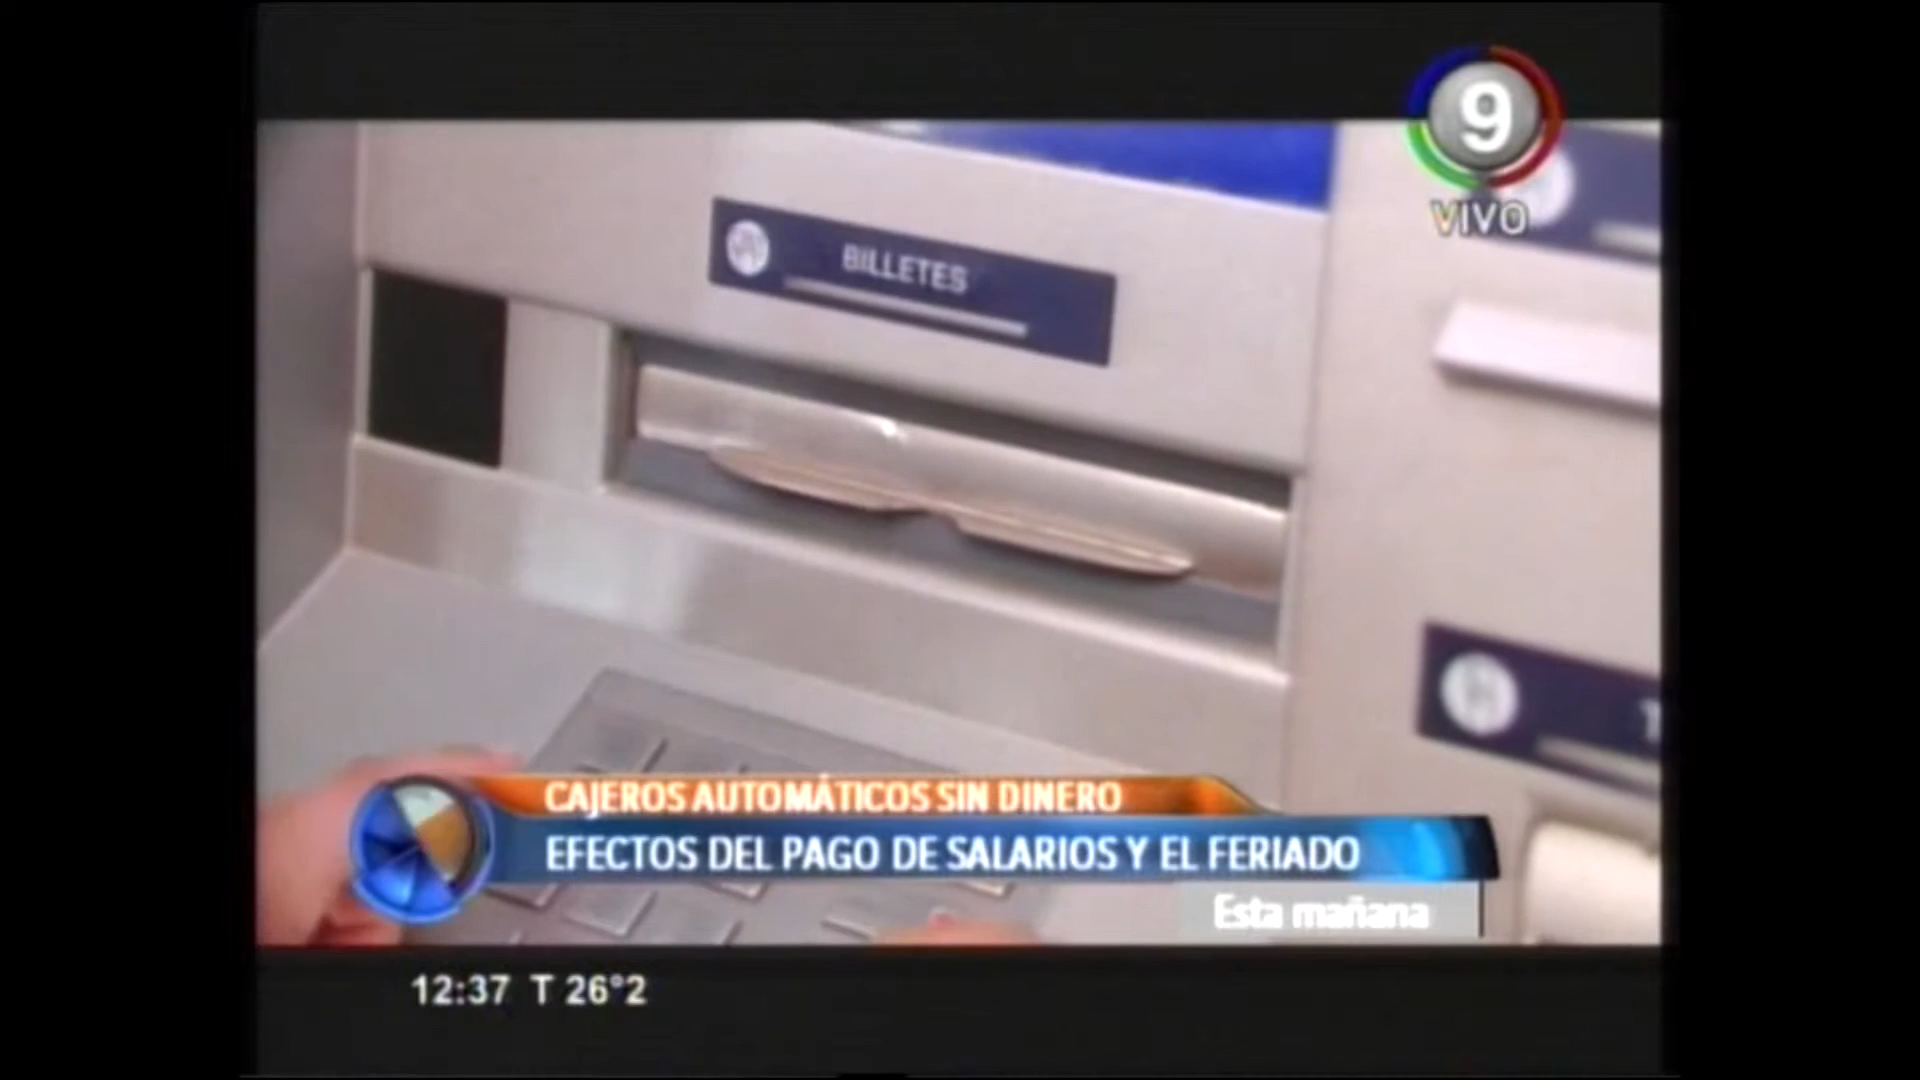 9
VIVO
BILLETES
CAJEROS AUTOMÁTICOS SIN DINERO
EFECTOS DEL PAGO DE SALARIOS Y EL FERIADO
Esta mañana
12:37 T 26°2